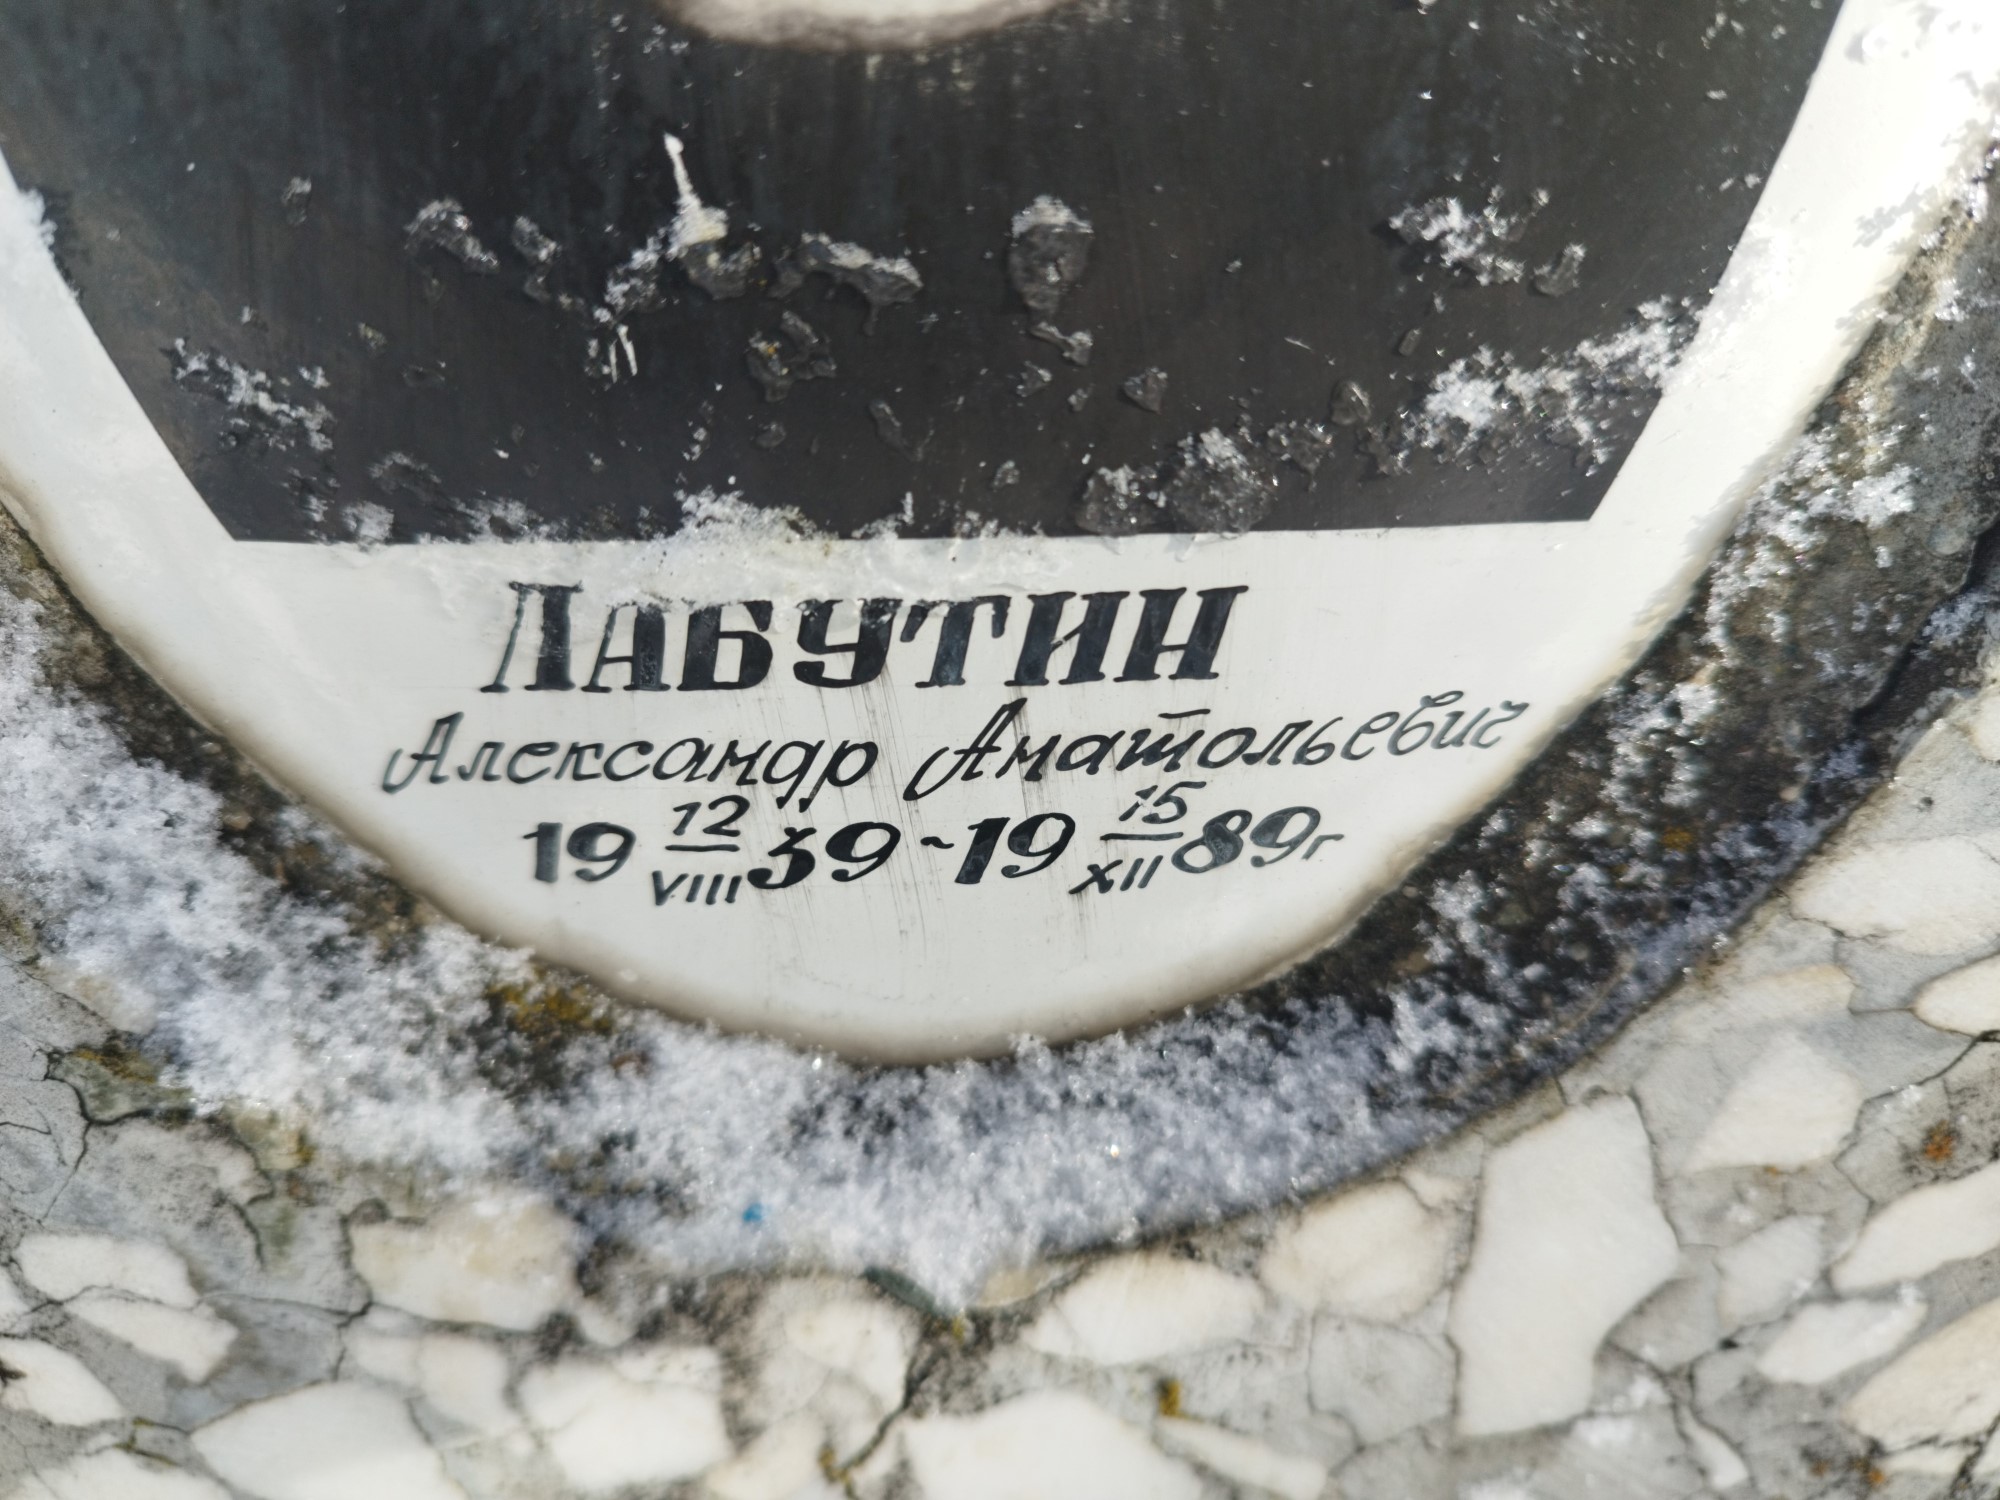 ЛАБУТИН
Александр Анатольевич
19 12/VIII 39-19 15/XII 89г